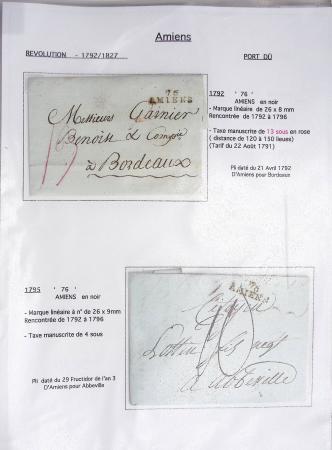 Amiens
REVOLUTION - 1792/1827
PORT DÛ
76
AMIENS
Messieurs Garnier
Benoist & Comp.
à Bordeaux
1792 ' 76 '
AMIENS en noir
- Marque linéaire de 26 x 8 mm
Rencontrée de 1792 à 1796
- Taxe manuscrite de 13 sous en rose
( distance de 120 à 150 lieues)
(Tarif du 22 Août 1791)
Pli daté du 21 Avril 1792
D'Amiens pour Bordeaux
1795 ' 76 '
AMIENS en noir
- Marque linéaire à n° de 26 x 9mm
Rencontrée de 1792 à 1796
- Taxe manuscrite de 4 sous
Pli daté du 29 Fructidor de l'an 3
D'Amiens pour Abbeville
76
AMIENS
fils
à abbeville